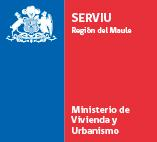 SERVIU
Región del Maule
Ministerio de
Vivienda y
Urbanismo